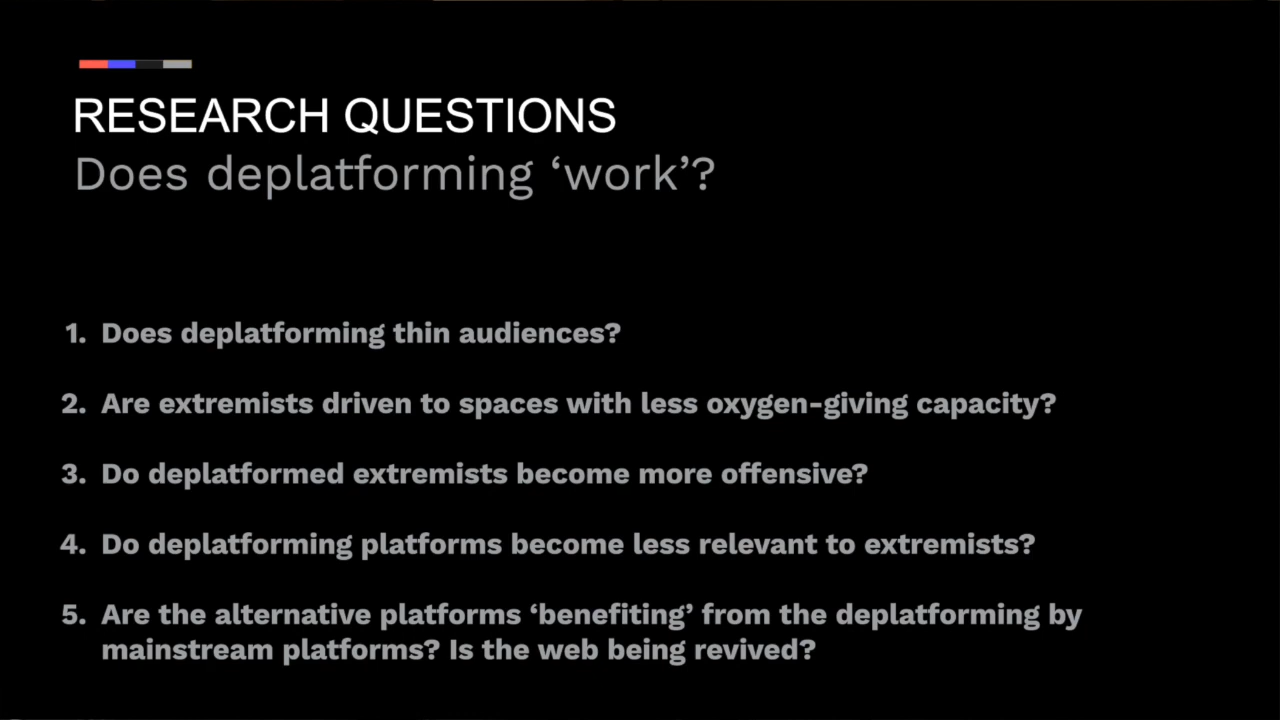 RESEARCH QUESTIONS
Does deplatforming ‘work’?
1. Does deplatforming thin audiences?
2. Are extremists driven to spaces with less oxygen-giving capacity?
3. Do deplatformed extremists become more offensive?
4. Do deplatforming platforms become less relevant to extremists?
5. Are the alternative platforms ‘benefiting’ from the deplatforming by
mainstream platforms? Is the web being revived?